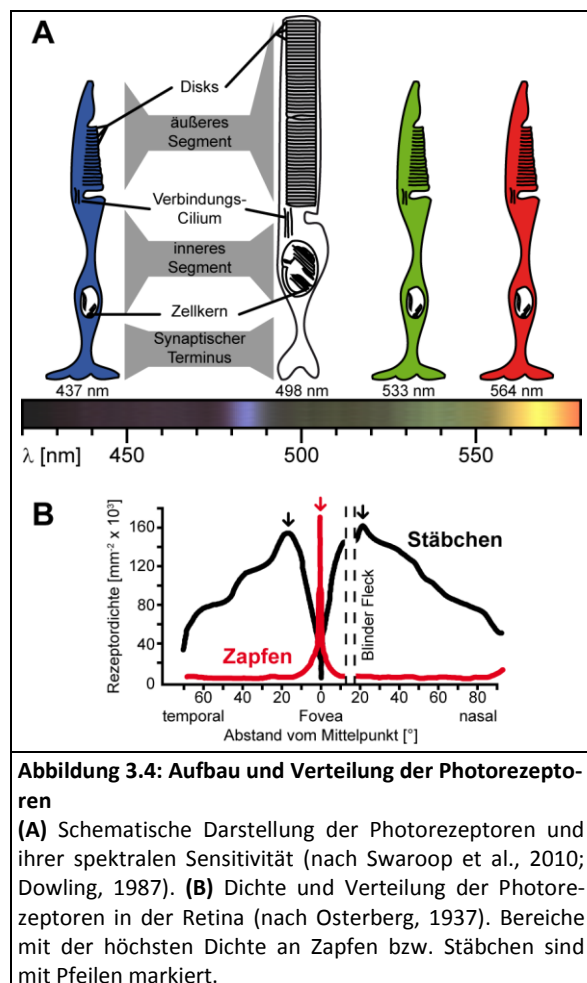 A
Disks
äußeres
Segment
Verbindungs-
Cilium
inneres
Segment
Zellkern
Synaptischer
Terminus
437 nm 498 nm 533 nm 564 nm
λ [nm] 450 500 550
B
Rezeptordichte [mm⁻² x 10³]
160
120
80
40
0
Stäbchen
Zapfen
Blinder Fleck
60 40 20 0 20 40 60 80
temporal Fovea nasal
Abstand vom Mittelpunkt [°]
Abbildung 3.4: Aufbau und Verteilung der Photorezepto-
ren
(A) Schematische Darstellung der Photorezeptoren und
ihrer spektralen Sensitivität (nach Swaroop et al., 2010;
Dowling, 1987). (B) Dichte und Verteilung der Photore-
zeptoren in der Retina (nach Osterberg, 1937). Bereiche
mit der höchsten Dichte an Zapfen bzw. Stäbchen sind
mit Pfeilen markiert.